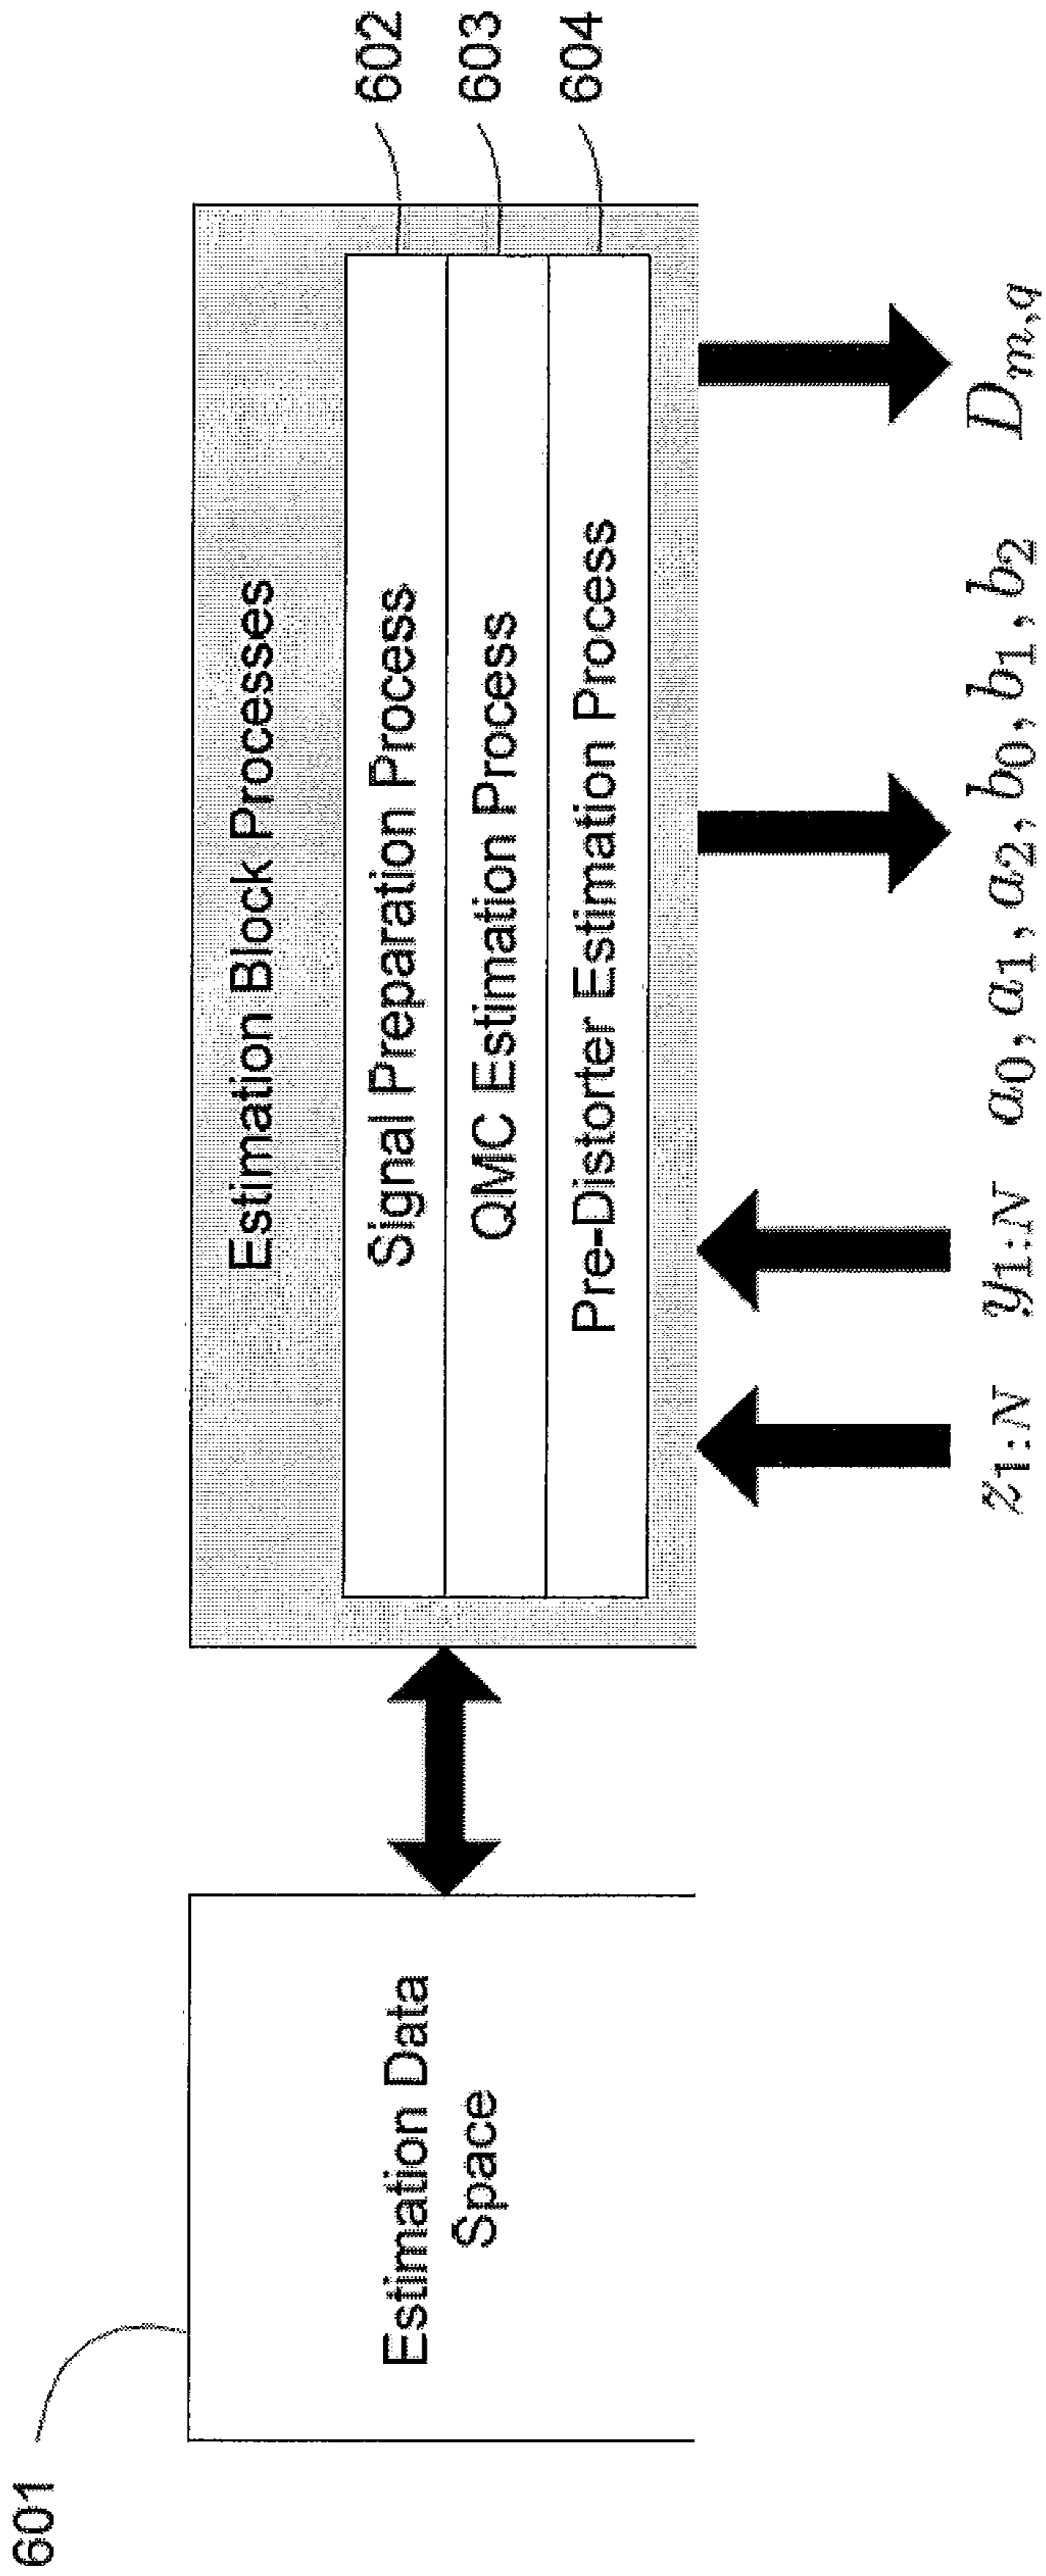 601
Estimation Data
Space
Estimation Block Processes
Signal Preparation Process
602
QMC Estimation Process
603
Pre-Distorter Estimation Process
604
z1:N
y1:N
a0, a1, a2, b0, b1, b2
Dm,q